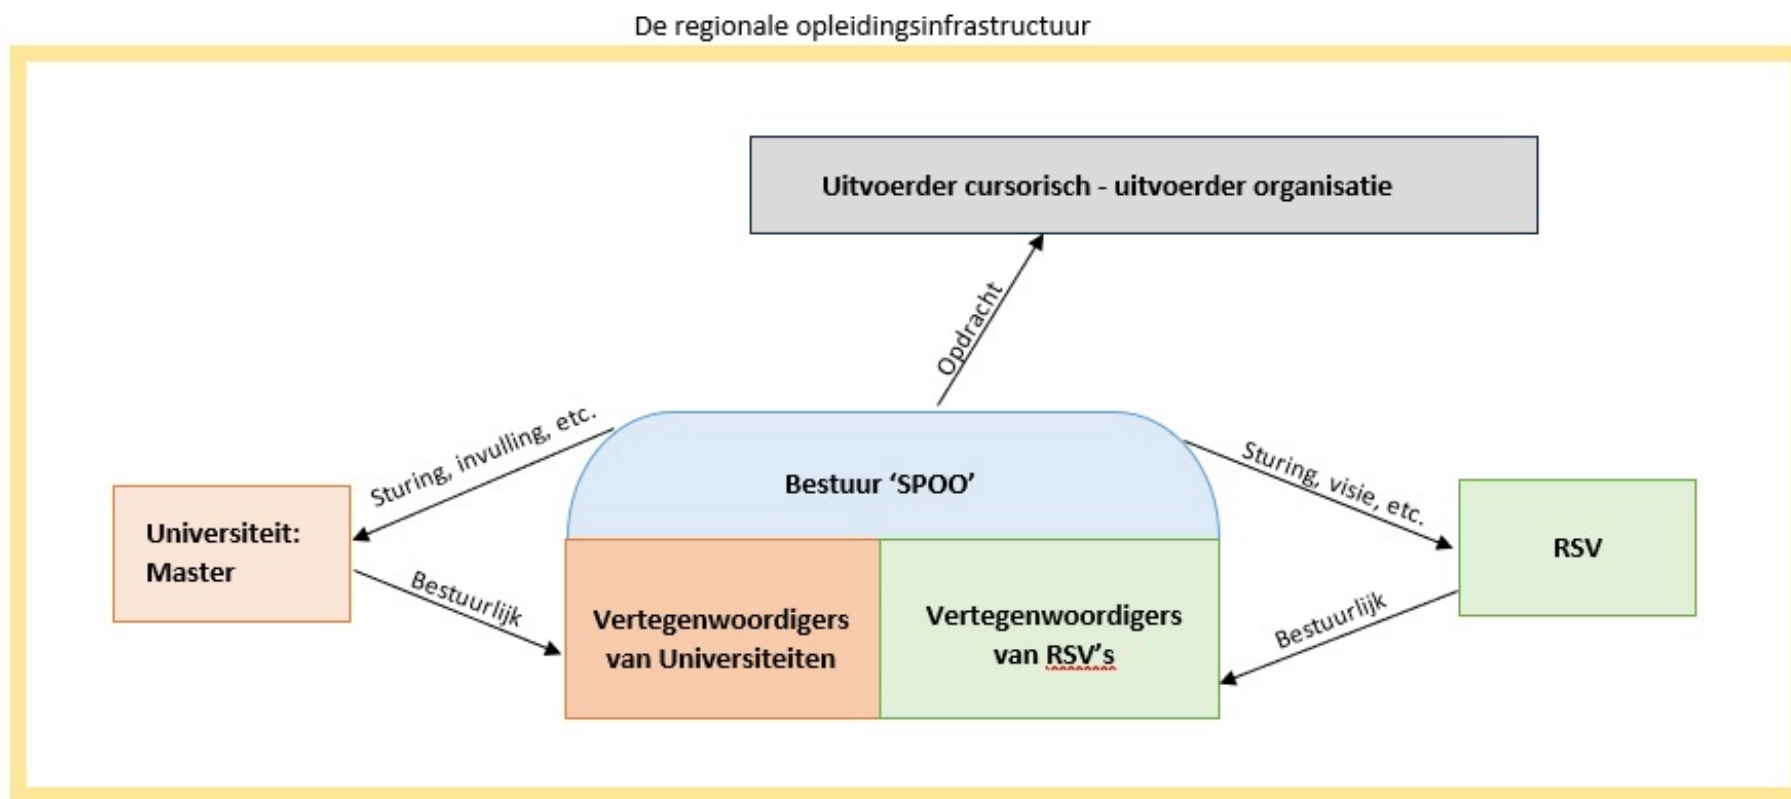 De regionale opleidingsinfrastructuur
Uitvoerder cursorisch - uitvoerder organisatie
Opdracht
Sturing, invulling, etc.
Bestuur ‘SPOO’
Sturing, visie, etc.
Universiteit:
Master
RSV
Bestuurlijk
Vertegenwoordigers
van Universiteiten
Vertegenwoordigers
van RSV’s
Bestuurlijk